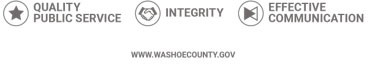 QUALITY
PUBLIC SERVICE
INTEGRITY
EFFECTIVE
COMMUNICATION
WWW.WASHOECOUNTY.GOV